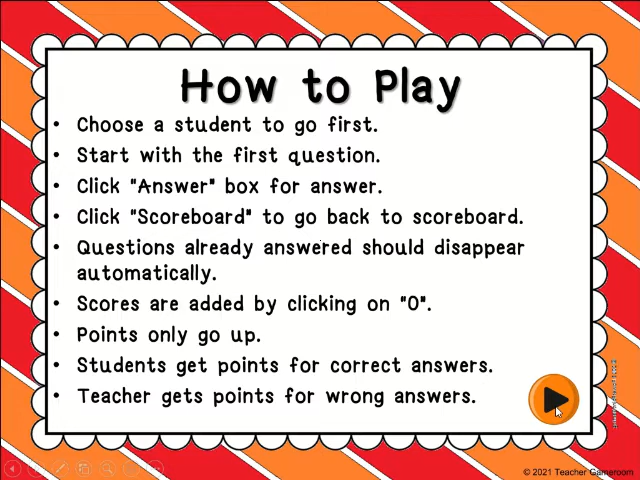 How to Play
• Choose a student to go first.
• Start with the first question.
• Click "Answer" box for answer.
• Click "Scoreboard" to go back to scoreboard.
• Questions already answered should disappear
automatically.
• Scores are added by clicking on "0".
• Points only go up.
• Students get points for correct answers.
• Teacher gets points for wrong answers.
© 2021 Teacher Gameroom